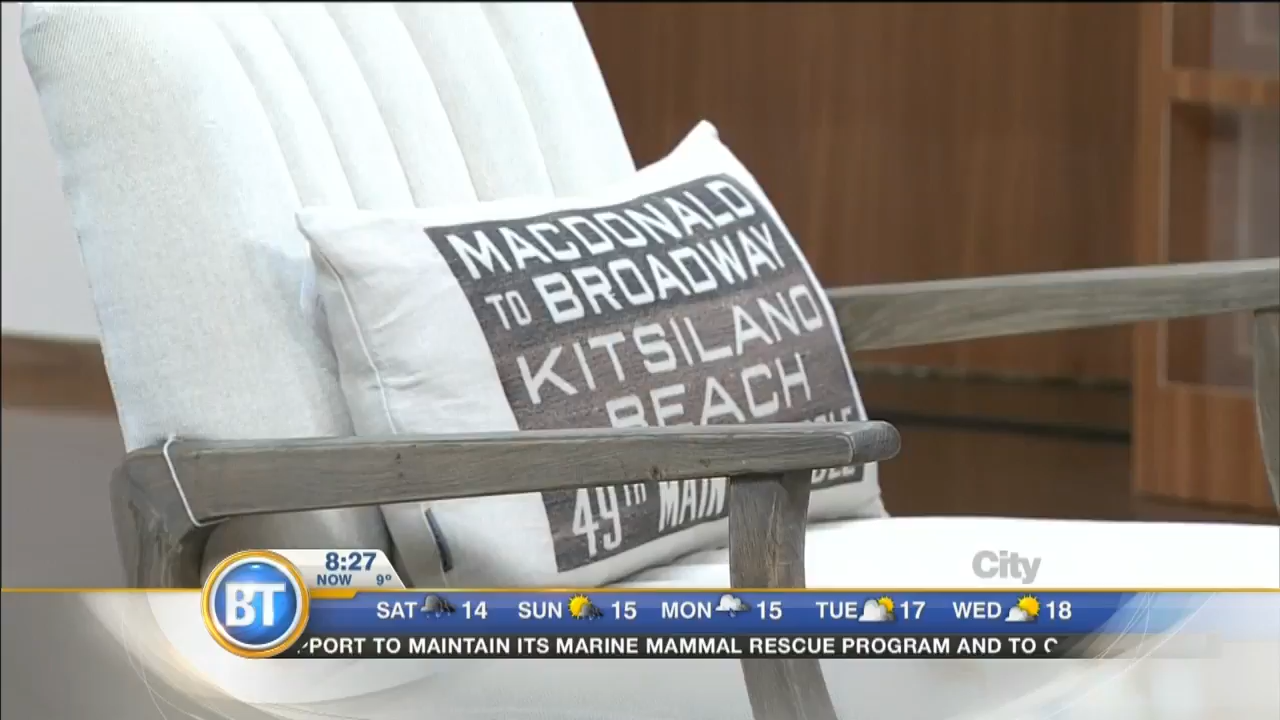 MACDONALD
TO BROADWAY
KITSILANO
BEACH
49TH MAIN
City
8:27
NOW 9°
BT
SAT 14 SUN 15 MON 15 TUE 17 WED 18
PORT TO MAINTAIN ITS MARINE MAMMAL RESCUE PROGRAM AND TO